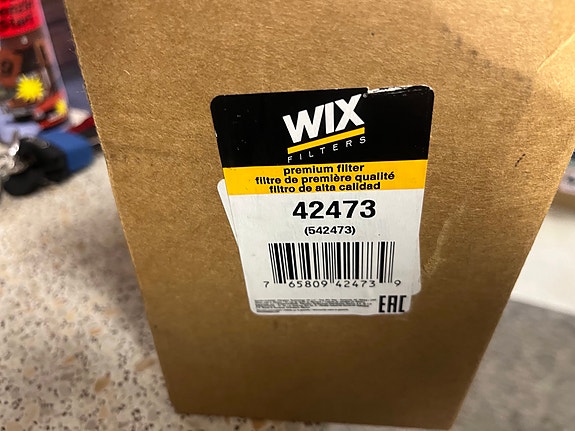 WIX
FILTERS
premium filter
filtre de première qualité
filtro de alta calidad
42473
(542473)
7 65809 42473 9
EAC